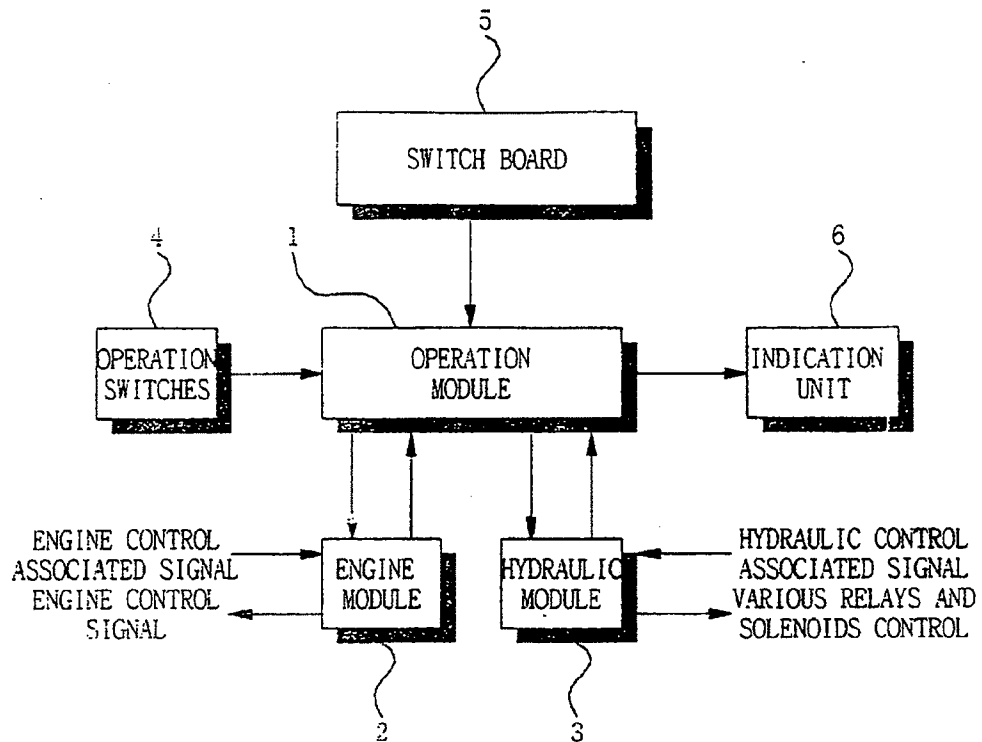 5
SWITCH BOARD
4
1
6
OPERATION
SWITCHES
OPERATION
MODULE
INDICATION
UNIT
ENGINE CONTROL
ASSOCIATED SIGNAL
ENGINE CONTROL
SIGNAL
ENGINE
MODULE
HYDRAULIC
MODULE
HYDRAULIC CONTROL
ASSOCIATED SIGNAL
VARIOUS RELAYS AND
SOLENOIDS CONTROL
2
3